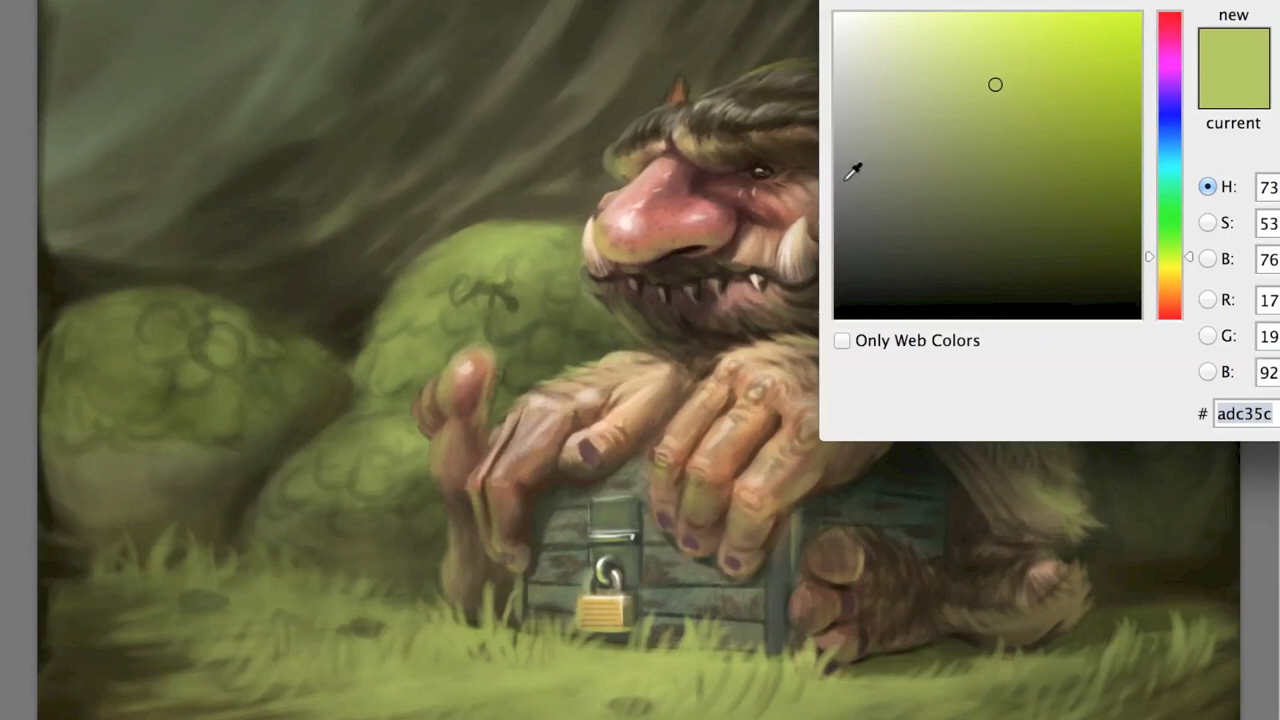 new
current
H: 73
S: 53
B: 76
R: 17
G: 19
B: 92
Only Web Colors
# adc35c